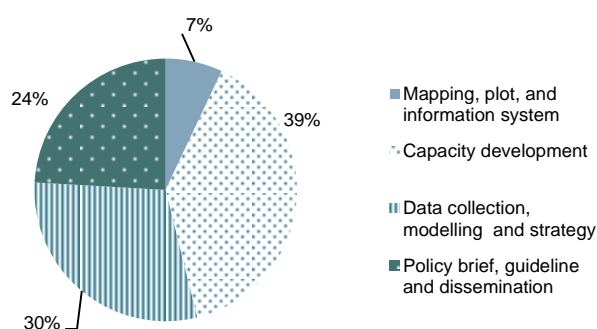 7%
24%
39%
30%
Mapping, plot, and
information system
Capacity development
Data collection,
modelling and strategy
Policy brief, guideline
and dissemination